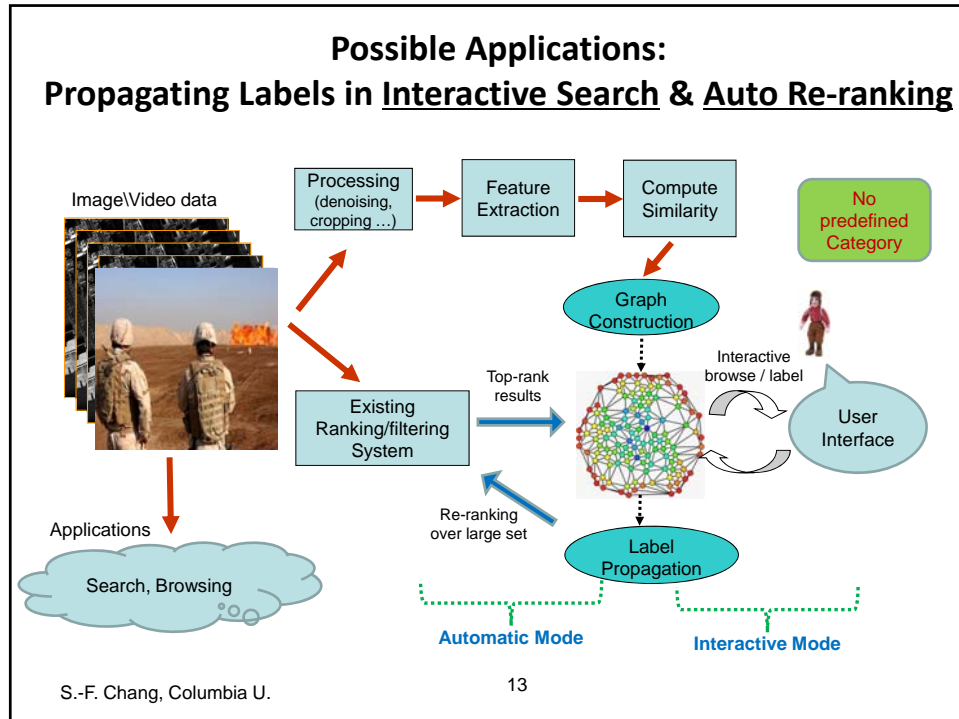 Possible Applications:
Propagating Labels in Interactive Search & Auto Re-ranking
Image\Video data
Processing
(denoising,
cropping …)
Feature
Extraction
Compute
Similarity
No
predefined
Category
Graph
Construction
Existing
Ranking/filtering
System
Top-rank
results
Interactive
browse / label
User
Interface
Re-ranking
over large set
Label
Propagation
Applications
Search, Browsing
Automatic Mode
Interactive Mode
S.-F. Chang, Columbia U.
13